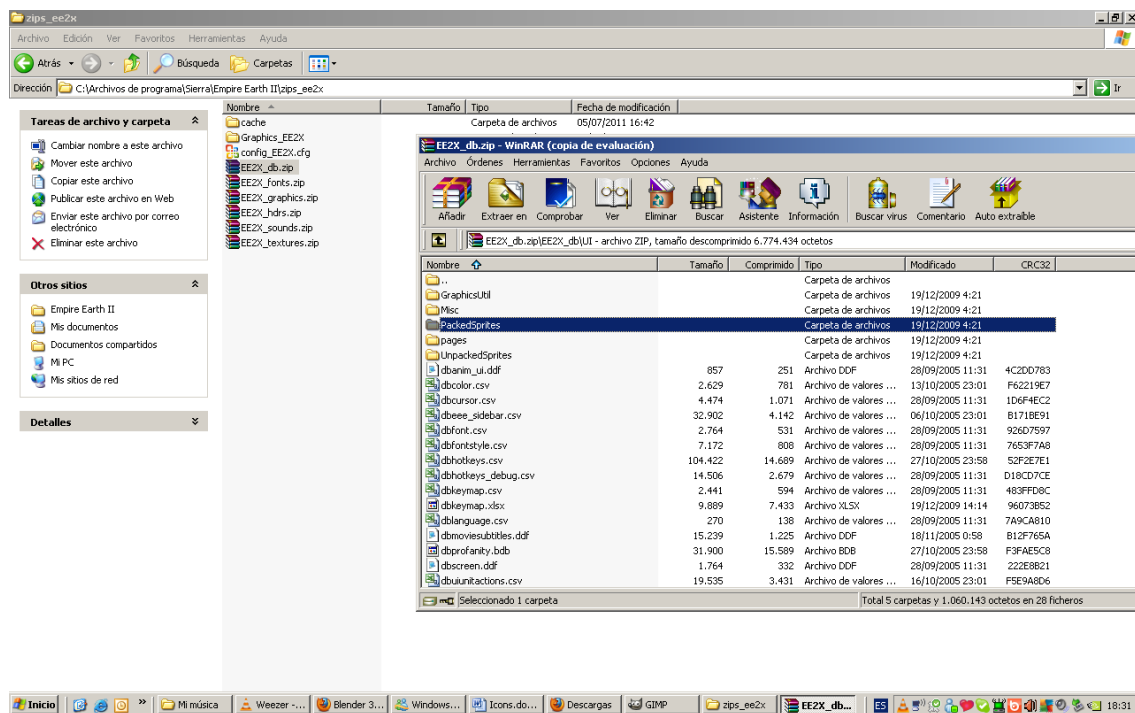 zips_ee2x
Archivo Edición Ver Favoritos Herramientas Ayuda
Atrás Búsqueda Carpetas
Dirección C:\Archivos de programa\Sierra\Empire Earth II\zips_ee2x Ir
Tareas de archivo y carpeta
Cambiar nombre a este archivo
Mover este archivo
Copiar este archivo
Publicar este archivo en Web
Enviar este archivo por correo
electrónico
Eliminar este archivo
Otros sitios
Empire Earth II
Mis documentos
Documentos compartidos
Mi PC
Mis sitios de red
Detalles
Nombre Tamaño Tipo Fecha de modificación
cache Carpeta de archivos 05/07/2011 16:42
Graphics_EE2X
config_EE2X.cfg
EE2X_db.zip
EE2X_fonts.zip
EE2X_graphics.zip
EE2X_hdrs.zip
EE2X_sounds.zip
EE2X_textures.zip
EE2X_db.zip - WinRAR (copia de evaluación)
Archivo Órdenes Herramientas Favoritos Opciones Ayuda
Añadir Extraer en Comprobar Ver Eliminar Buscar Asistente Información Buscar virus Comentario Auto extraíble
EE2X_db.zip\EE2X_db\UI - archivo ZIP, tamaño descomprimido 6.774.434 octetos
Nombre Tamaño Comprimido Tipo Modificado CRC32
.. Carpeta de archivos
GraphicsUtil Carpeta de archivos 19/12/2009 4:21
Misc Carpeta de archivos 19/12/2009 4:21
PackedSprites Carpeta de archivos 19/12/2009 4:21
pages Carpeta de archivos 19/12/2009 4:21
UnpackedSprites Carpeta de archivos 19/12/2009 4:21
dbanim_ui.ddf 857 251 Archivo DDF 28/09/2005 11:31 4C2DD783
dbcolor.csv 2.629 781 Archivo de valores ... 13/10/2005 23:01 F62219E7
dbcursor.csv 4.474 1.071 Archivo de valores ... 28/09/2005 11:31 1D6F4EC2
dbeee_sidebar.csv 32.902 4.142 Archivo de valores ... 06/10/2005 23:01 B171BE91
dbfont.csv 2.764 531 Archivo de valores ... 28/09/2005 11:31 926D7597
dbfontstyle.csv 7.172 808 Archivo de valores ... 28/09/2005 11:31 7653F7A8
dbhotkeys.csv 104.422 14.689 Archivo de valores ... 27/10/2005 23:58 52F2E7E1
dbhotkeys_debug.csv 14.506 2.679 Archivo de valores ... 28/09/2005 11:31 D18CD7CE
dbkeymap.csv 2.441 594 Archivo de valores ... 28/09/2005 11:31 483FFD8C
dbkeymap.xlsx 9.889 7.433 Archivo XLSX 19/12/2009 14:14 96073B52
dblanguage.csv 270 138 Archivo de valores ... 28/09/2005 11:31 7A9CA810
dbmoviesubtitles.ddf 15.239 1.225 Archivo DDF 18/11/2005 0:58 B12F765A
dbprofanity.bdb 31.900 15.589 Archivo BDB 27/10/2005 23:58 F3FAE5C8
dbscreen.ddf 1.764 332 Archivo DDF 28/09/2005 11:31 222E8B21
dbuiunitactions.csv 19.535 3.431 Archivo de valores ... 16/10/2005 23:01 F5E9A8D6
Seleccionado 1 carpeta Total 5 carpetas y 1.060.143 octetos en 28 ficheros
Inicio Mi música Weezer -... Blender 3... Windows... Icons.do... Descargas GIMP zips_ee2x EE2X_db... ES 18:31